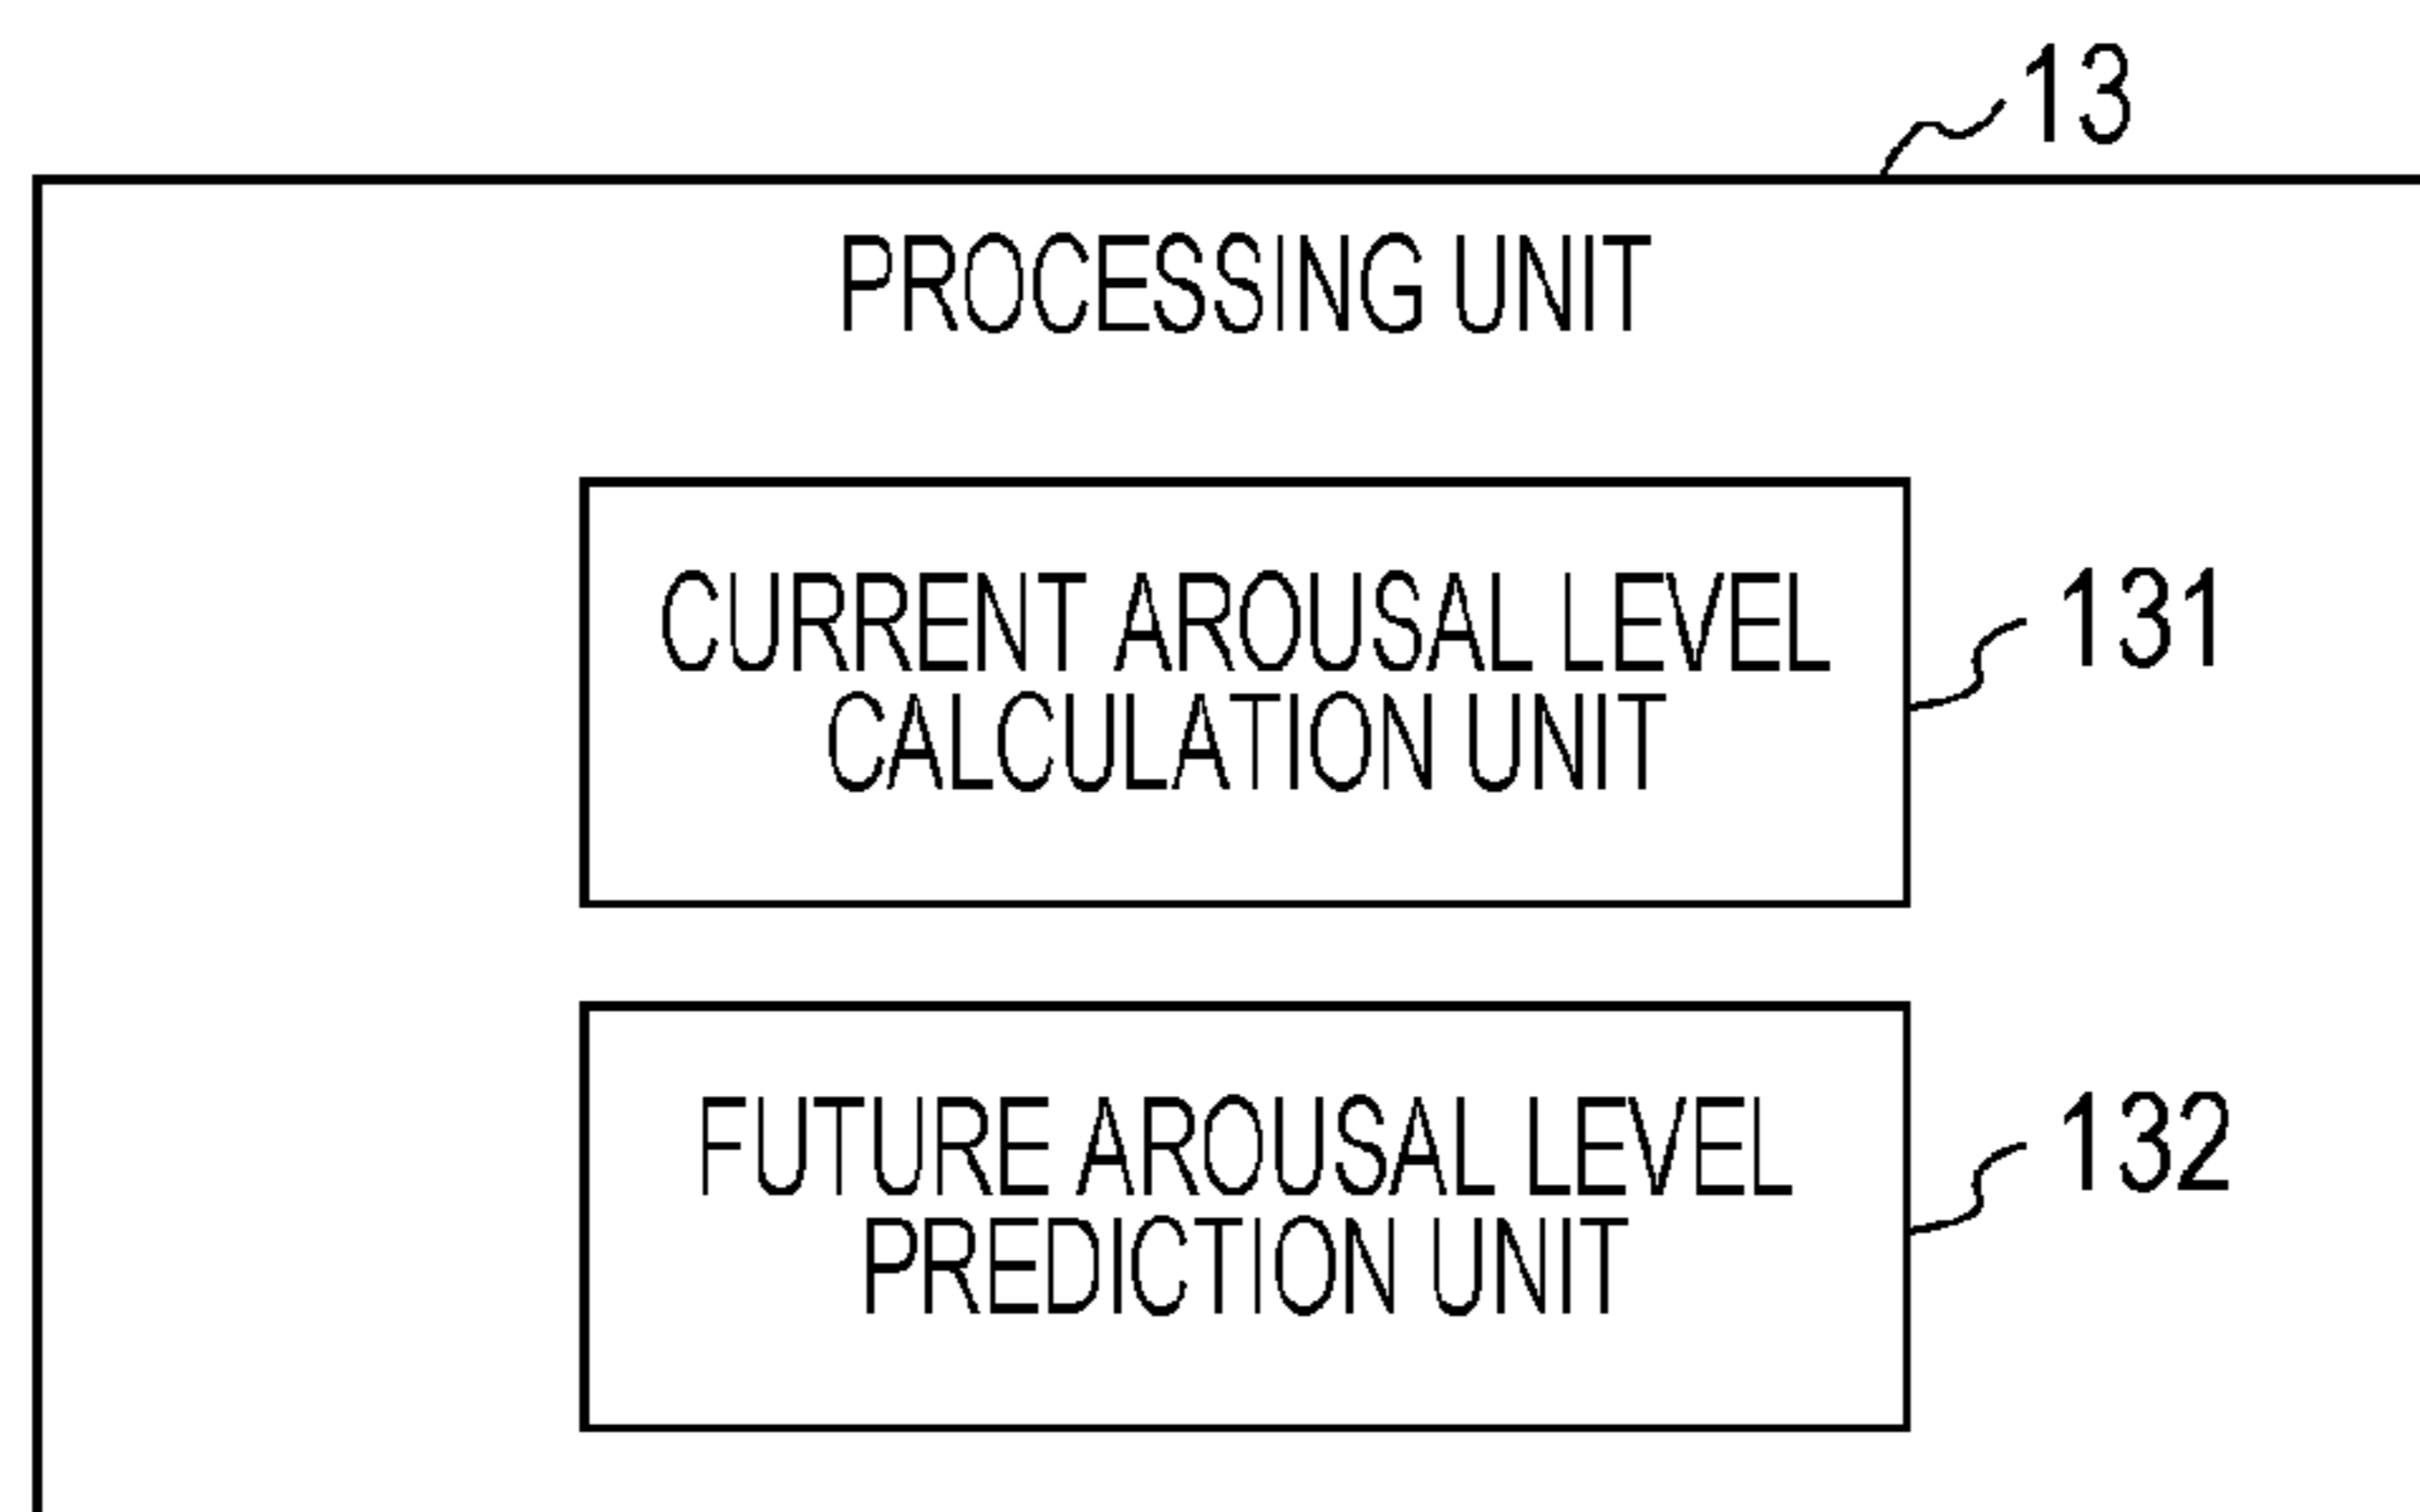 13
PROCESSING UNIT
CURRENT AROUSAL LEVEL
CALCULATION UNIT
131
FUTURE AROUSAL LEVEL
PREDICTION UNIT
132